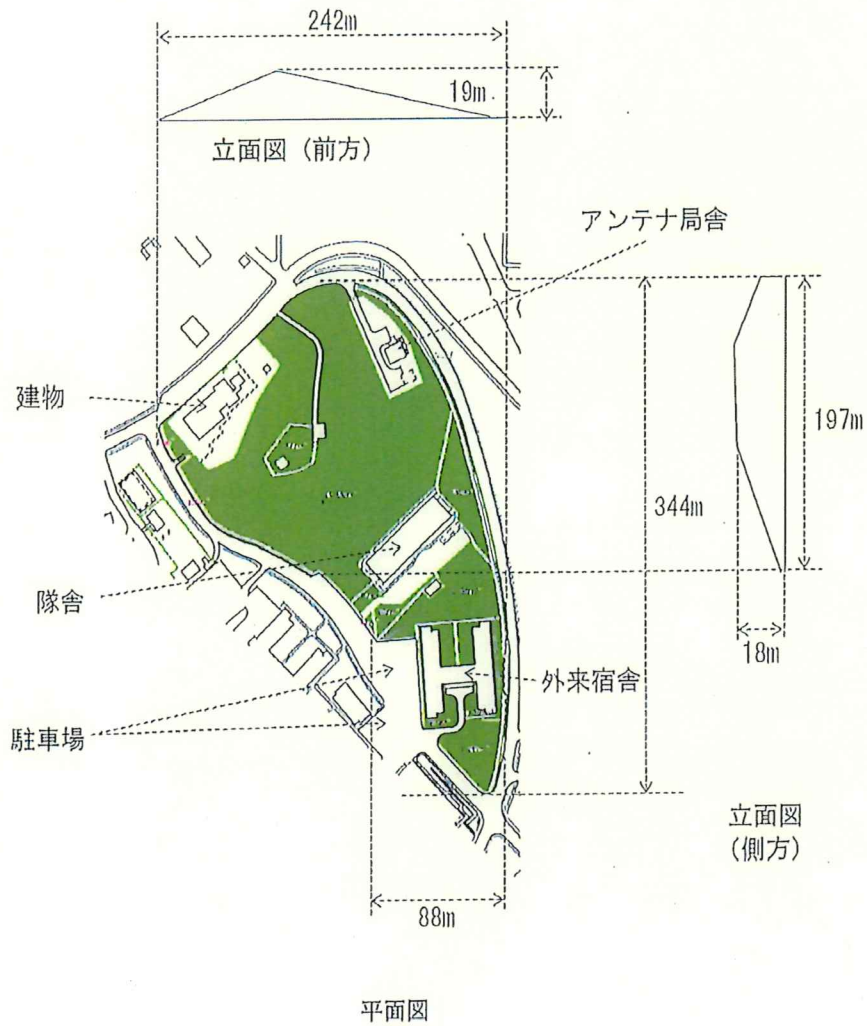 242m
19m
立面図（前方）
アンテナ局舎
建物
197m
344m
隊舎
18m
外来宿舎
駐車場
立面図
（側方）
88m
平面図